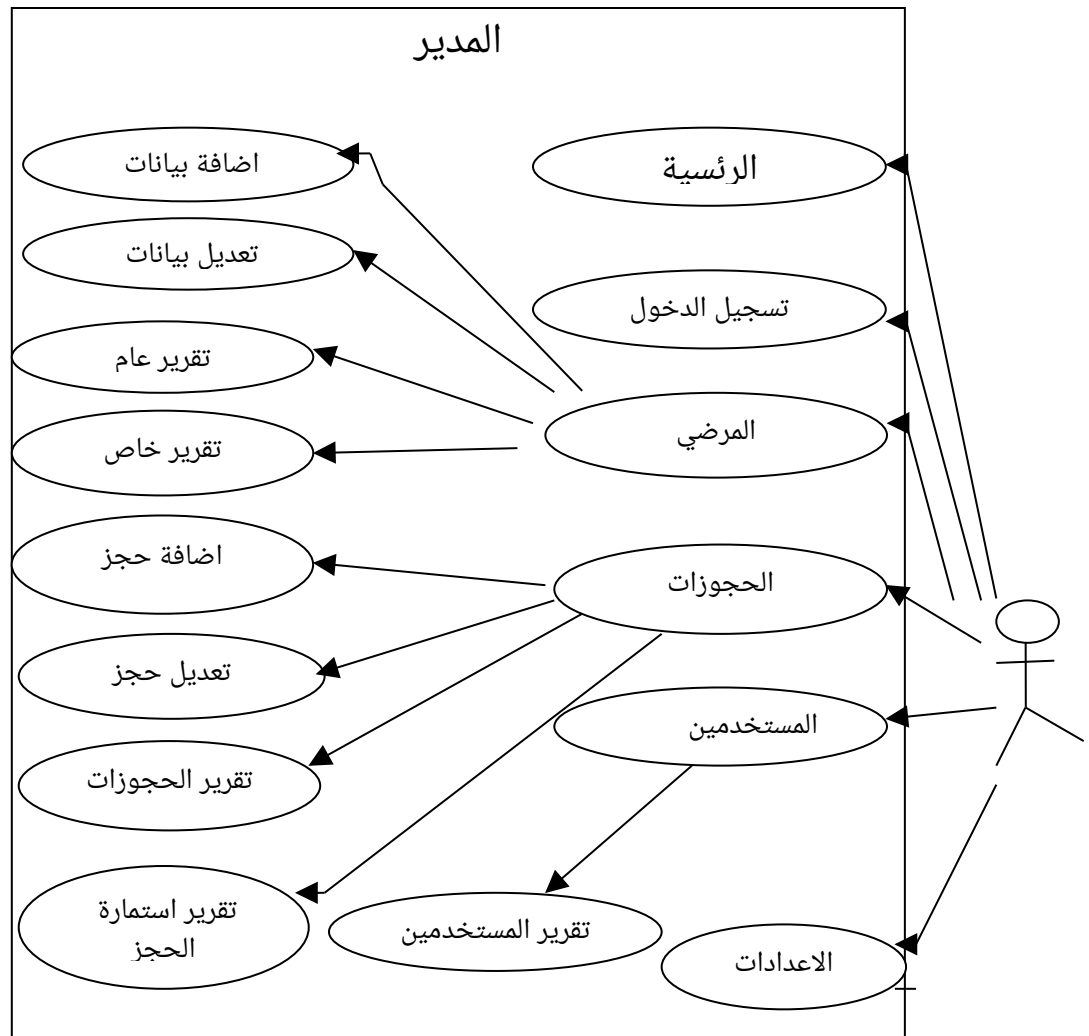 المدير
الرئسية
اضافة بيانات
تسجيل الدخول
تعديل بيانات
تقرير عام
المرضي
تقرير خاص
اضافة حجز
الحجوزات
تعديل حجز
المستخدمين
تقرير الحجوزات
تقرير استمارة
الحجز
تقرير المستخدمين
الاعدادات